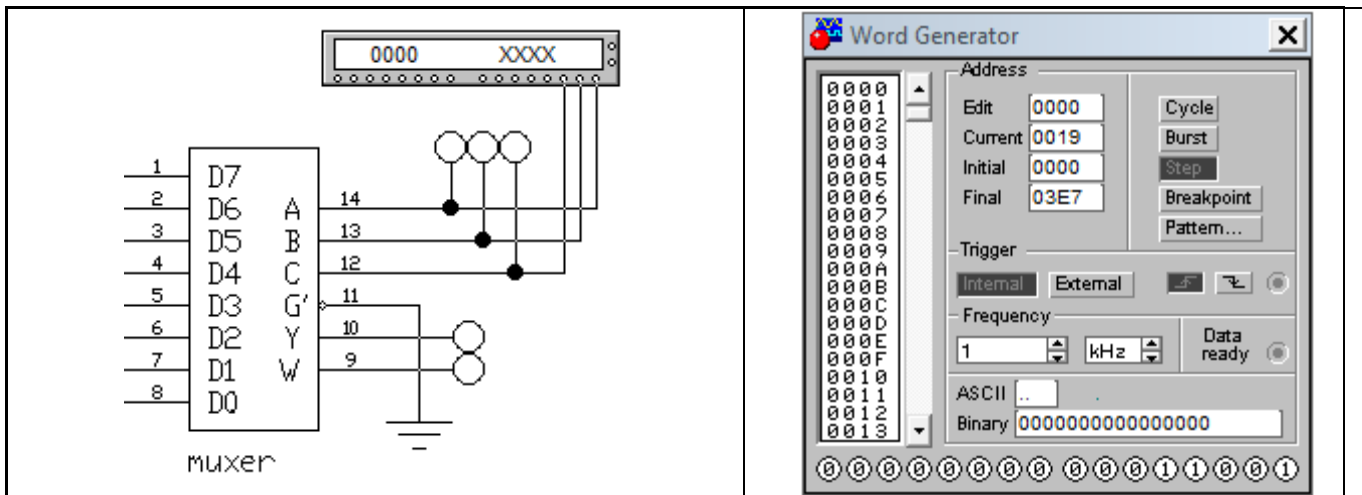 0000 XXXX
1 D7
2 D6 A 14
3 D5 B 13
4 D4 C 12
5 D3 G' 11
6 D2 Y 10
7 D1 W 9
8 D0
muxer
Word Generator
0000
0001
0002
0003
0004
0005
0006
0007
0008
0009
000A
000B
000C
000D
000E
000F
0010
0011
0012
0013
Address
Edit 0000
Current 0019
Initial 0000
Final 03E7
Cycle
Burst
Step
Breakpoint
Pattern...
Trigger
Internal External
Frequency
1 kHz
Data
ready
ASCII ..
Binary 0000000000000000
0 0 0 0 0 0 0 0 0 0 0 1 1 0 0 1